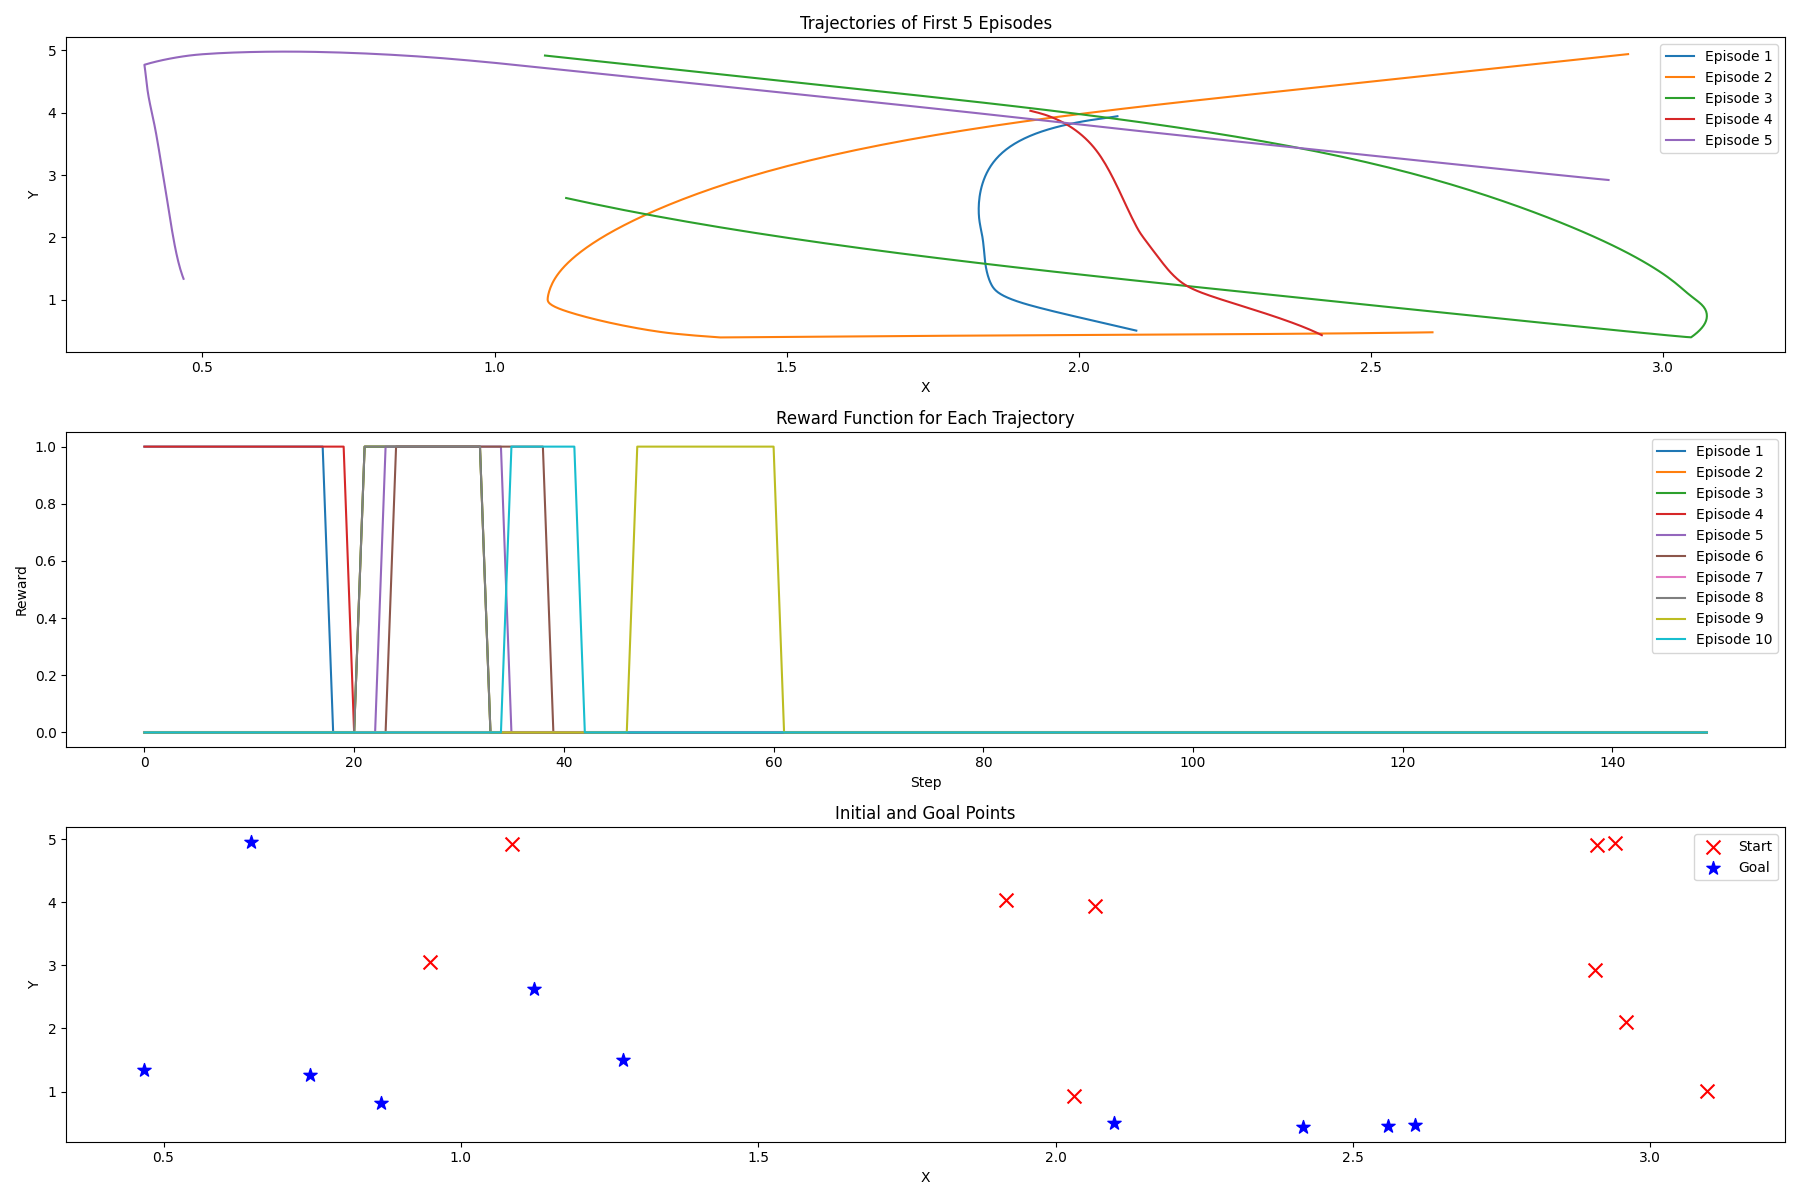 Trajectories of First 5 Episodes
5
4
3
2
1
Y
Episode 1
Episode 2
Episode 3
Episode 4
Episode 5
0.5 1.0 1.5 2.0 2.5 3.0
X
Reward Function for Each Trajectory
1.0
0.8
0.6
0.4
0.2
0.0
Reward
Episode 1
Episode 2
Episode 3
Episode 4
Episode 5
Episode 6
Episode 7
Episode 8
Episode 9
Episode 10
0 20 40 60 80 100 120 140
Step
Initial and Goal Points
5
4
3
2
1
Y
Start
Goal
0.5 1.0 1.5 2.0 2.5 3.0
X